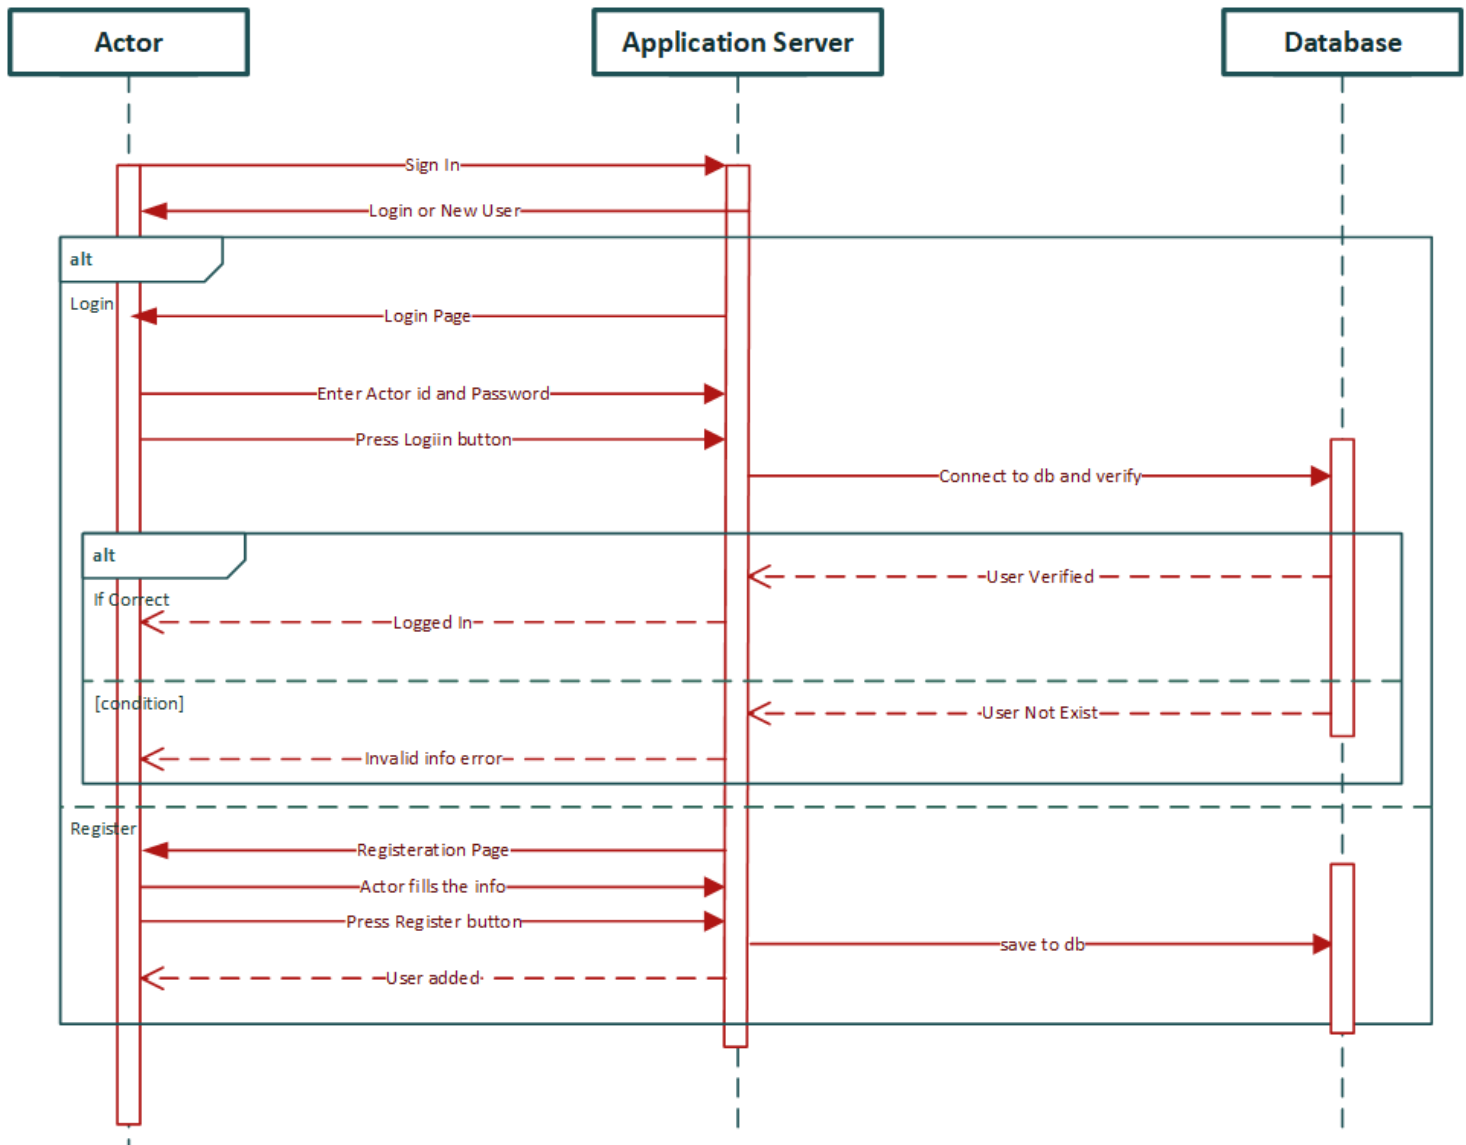 Actor
Application Server
Database
Sign In
Login or New User
alt
Login
Login Page
Enter Actor id and Password
Press Logiin button
Connect to db and verify
alt
User Verified
If Correct
Logged In
[condition]
User Not Exist
Invalid info error
Register
Registeration Page
Actor fills the info
Press Register button
save to db
User added